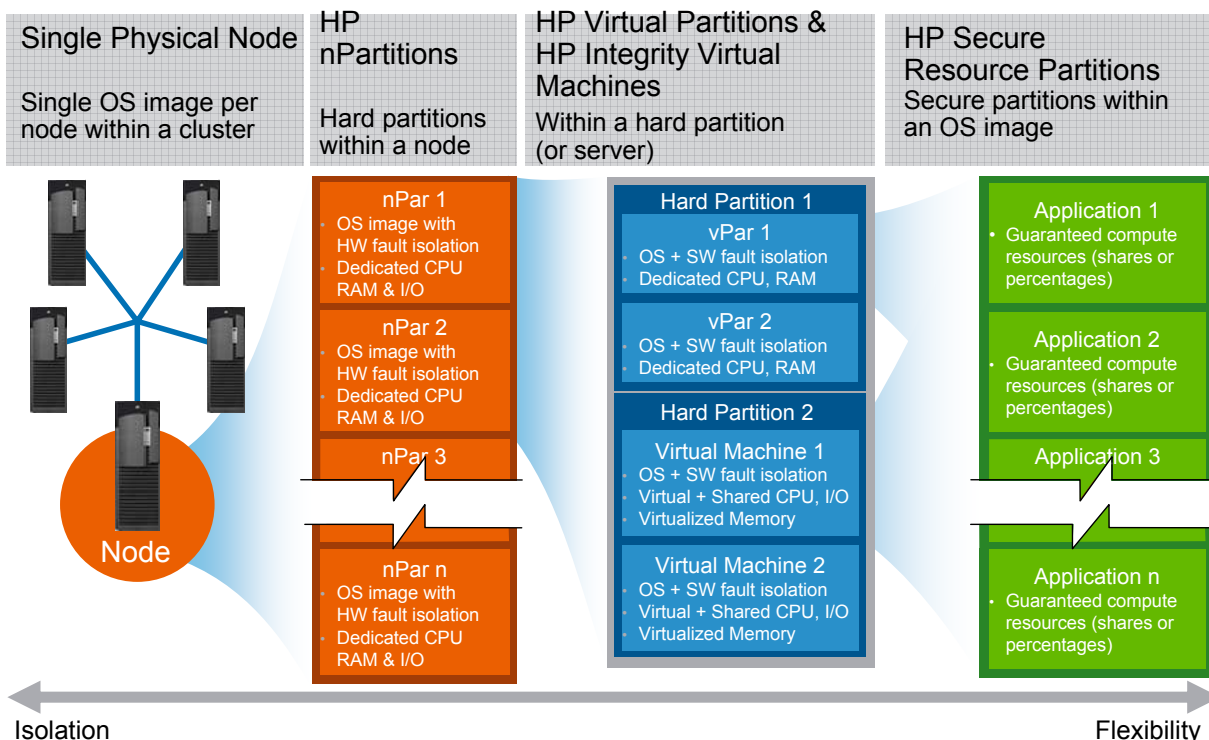 Single Physical Node
Single OS image per
node within a cluster
HP
nPartitions
Hard partitions
within a node
HP Virtual Partitions &
HP Integrity Virtual
Machines
Within a hard partition
(or server)
HP Secure
Resource Partitions
Secure partitions within
an OS image
Node
nPar 1
• OS image with
HW fault isolation
• Dedicated CPU
RAM & I/O
nPar 2
• OS image with
HW fault isolation
• Dedicated CPU
RAM & I/O
nPar 3
nPar n
• OS image with
HW fault isolation
• Dedicated CPU
RAM & I/O
Hard Partition 1
vPar 1
• OS + SW fault isolation
• Dedicated CPU, RAM
vPar 2
• OS + SW fault isolation
• Dedicated CPU, RAM
Hard Partition 2
Virtual Machine 1
• OS + SW fault isolation
• Virtual + Shared CPU, I/O
• Virtualized Memory
Virtual Machine 2
• OS + SW fault isolation
• Virtual + Shared CPU, I/O
• Virtualized Memory
Application 1
• Guaranteed compute
resources (shares or
percentages)
Application 2
• Guaranteed compute
resources (shares or
percentages)
Application 3
Application n
• Guaranteed compute
resources (shares or
percentages)
Isolation
Flexibility